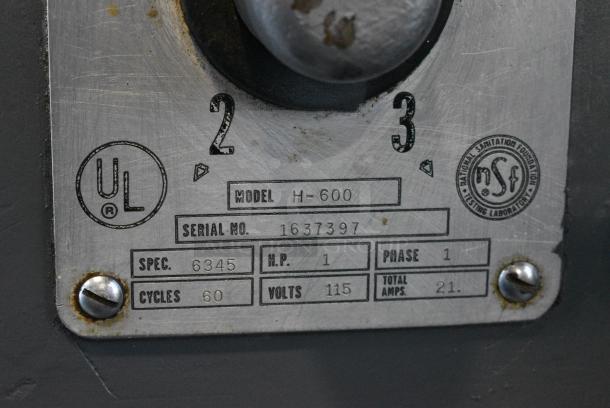 2 3
UL
®
NATIONAL SANITATION FOUNDATION
nsf
®
TESTING LABORATORY
MODEL H-600
SERIAL NO. 1637397
SPEC. 6345 H.P. 1 PHASE 1
CYCLES 60 VOLTS 115 TOTAL AMPS. 21.